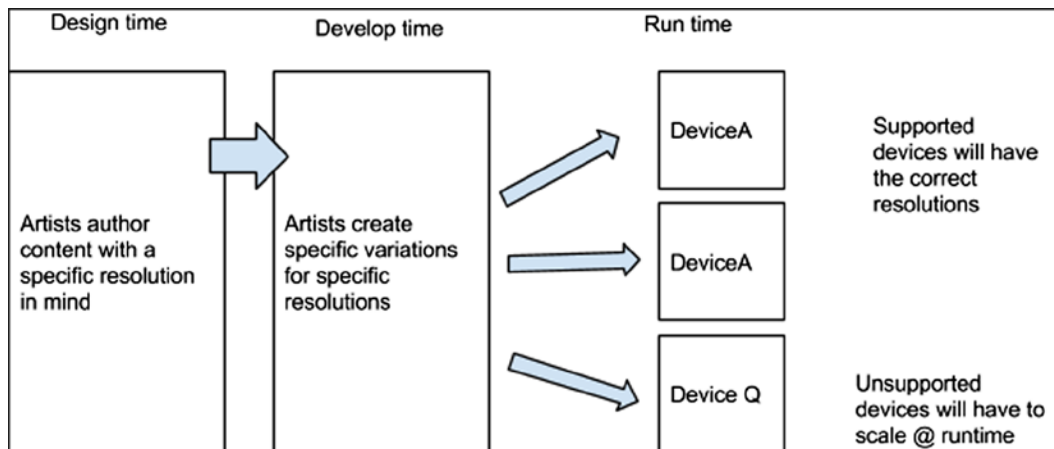 Design time
Develop time
Run time
Artists author
content with a
specific resolution
in mind
Artists create
specific variations
for specific
resolutions
DeviceA
DeviceA
Device Q
Supported
devices will have
the correct
resolutions
Unsupported
devices will have to
scale @ runtime